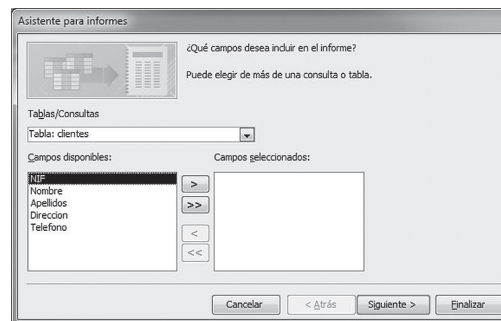 Asistente para informes
¿Qué campos desea incluir en el informe?
Puede elegir de más de una consulta o tabla.
Tablas/Consultas
Tabla: clientes
Campos disponibles:
Campos seleccionados:
NIF
Nombre
Apellidos
Direccion
Telefono
>
>>
<
<<
Cancelar
< Atrás
Siguiente >
Finalizar